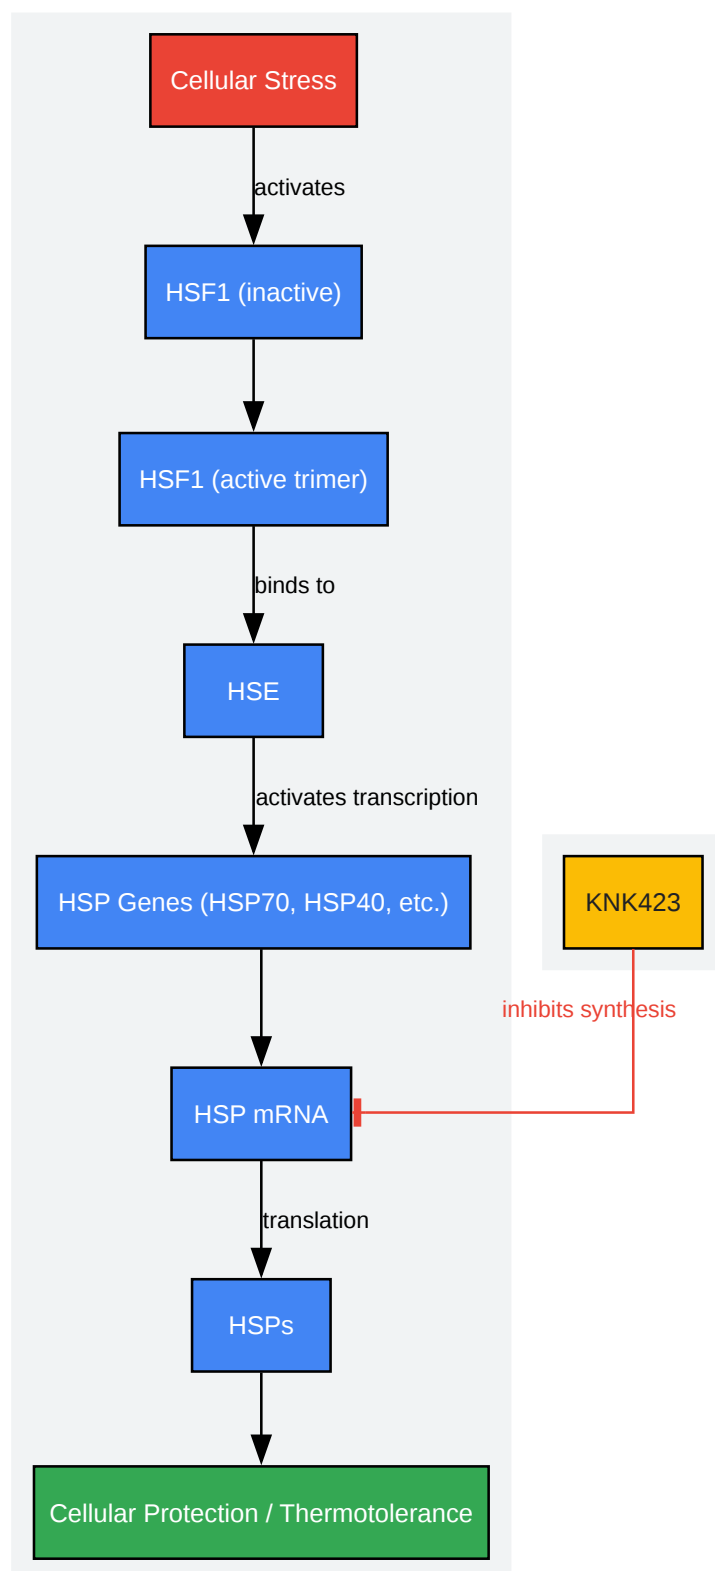 Cellular Stress
activates
HSF1 (inactive)
HSF1 (active trimer)
binds to
HSE
activates transcription
HSP Genes (HSP70, HSP40, etc.)
KNK423
inhibits synthesis
HSP mRNA
translation
HSPs
Cellular Protection / Thermotolerance